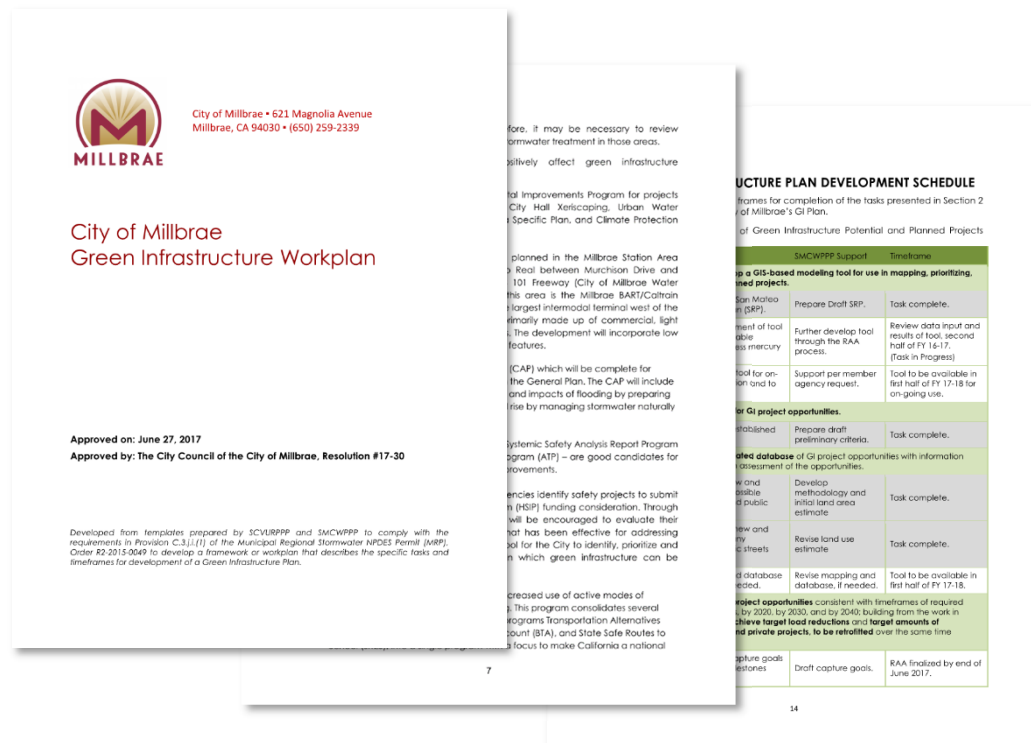 MILLBRAE
City of Millbrae ▪ 621 Magnolia Avenue
Millbrae, CA 94030 ▪ (650) 259-2339
City of Millbrae
Green Infrastructure Workplan
Approved on: June 27, 2017
Approved by: The City Council of the City of Millbrae, Resolution #17-30
Developed from templates prepared by SCVURPPP and SMCWPPP to comply with the
requirements in Provision C.3.j.i.(1) of the Municipal Regional Stormwater NPDES Permit (MRP),
Order R2-2015-0049 to develop a framework or workplan that describes the specific tasks and
timeframes for development of a Green Infrastructure Plan.
fore, it may be necessary to review
ormwater treatment in those areas.
ositively affect green infrastructure
tal Improvements Program for projects
City Hall Xeriscaping, Urban Water
Specific Plan, and Climate Protection
planned in the Millbrae Station Area
Real between Murchison Drive and
101 Freeway (City of Millbrae Water
this area is the Millbrae BART/Caltrain
largest intermodal terminal west of the
rimarily made up of commercial, light
. The development will incorporate low
features.
(CAP) which will be complete for
the General Plan. The CAP will include
and impacts of flooding by preparing
rise by managing stormwater naturally
Systemic Safety Analysis Report Program
ogram (ATP) – are good candidates for
rovements.
encies identify safety projects to submit
(HSIP) funding consideration. Through
will be encouraged to evaluate their
hat has been effective for addressing
ool for the City to identify, prioritize and
n which green infrastructure can be
creased use of active modes of
. This program consolidates several
rograms Transportation Alternatives
count (BTA), and State Safe Routes to
a focus to make California a national
7
UCTURE PLAN DEVELOPMENT SCHEDULE
frames for completion of the tasks presented in Section 2
of Millbrae's GI Plan.
of Green Infrastructure Potential and Planned Projects
SMCWPPP Support Timeframe
p a GIS-based modeling tool for use in mapping, prioritizing,
nned projects.
San Mateo
n (SRP).
Prepare Draft SRP.
Task complete.
ment of tool
able
ess mercury
Further develop tool
through the RAA
process.
Review data input and
results of tool, second
half of FY 16-17.
(Task in Progress)
tool for on-
ion and to
Support per member
agency request.
Tool to be available in
first half of FY 17-18 for
on-going use.
for GI project opportunities.
stablished
Prepare draft
preliminary criteria.
Task complete.
ated database of GI project opportunities with information
assessment of the opportunities.
w and
ossible
d public
Develop
methodology and
initial land area
estimate
Task complete.
new and
ny
c streets
Revise land use
estimate
Task complete.
d database
eeded.
Revise mapping and
database, if needed.
Tool to be available in
first half of FY 17-18.
project opportunities consistent with timeframes of required
, by 2020, by 2030, and by 2040; building from the work in
chieve target load reductions and target amounts of
nd private projects, to be retrofitted over the same time
apture goals
lestones
Draft capture goals.
RAA finalized by end of
June 2017.
14